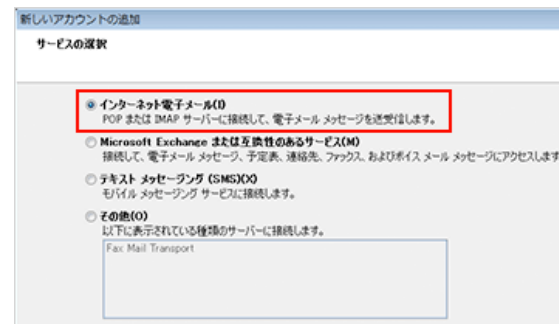 新しいアカウントの追加
サービスの選択
インターネット電子メール(I)
POP または IMAP サーバーに接続して、電子メール メッセージを送受信します。
Microsoft Exchange または互換性のあるサービス(M)
接続して、電子メール メッセージ、予定表、連絡先、ファックス、およびボイス メール メッセージにアクセスします
テキスト メッセージング (SMS)(X)
モバイル メッセージング サービスに接続します。
その他(O)
以下に表示されている種類のサーバーに接続します。
Fax Mail Transport